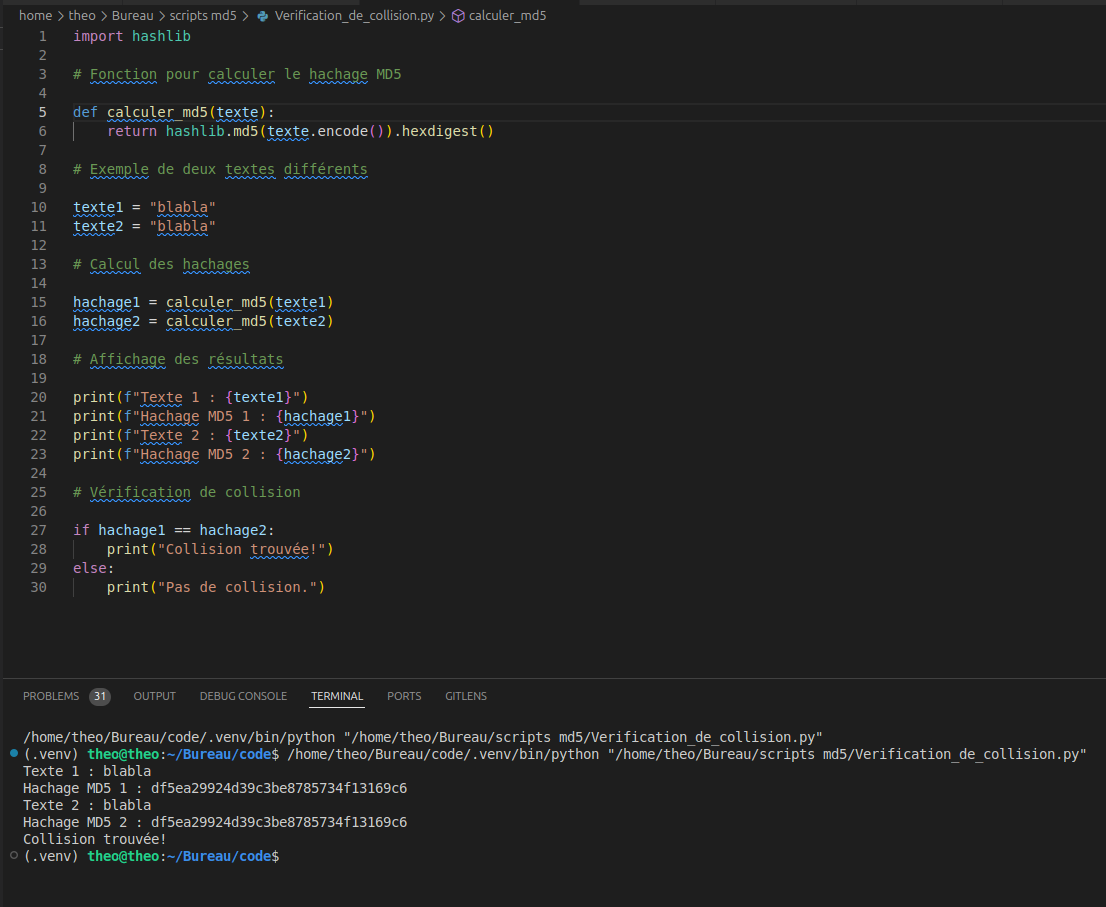 home > theo > Bureau > scripts md5 > Verification_de_collision.py > calculer_md5
1 import hashlib
2
3 # Fonction pour calculer le hachage MD5
4
5 def calculer_md5(texte):
6     return hashlib.md5(texte.encode()).hexdigest()
7
8 # Exemple de deux textes différents
9
10 texte1 = "blabla"
11 texte2 = "blabla"
12
13 # Calcul des hachages
14
15 hachage1 = calculer_md5(texte1)
16 hachage2 = calculer_md5(texte2)
17
18 # Affichage des résultats
19
20 print(f"Texte 1 : {texte1}")
21 print(f"Hachage MD5 1 : {hachage1}")
22 print(f"Texte 2 : {texte2}")
23 print(f"Hachage MD5 2 : {hachage2}")
24
25 # Vérification de collision
26
27 if hachage1 == hachage2:
28     print("Collision trouvée!")
29 else:
30     print("Pas de collision.")
PROBLEMS 31 OUTPUT DEBUG CONSOLE TERMINAL PORTS GITLENS
/home/theo/Bureau/code/.venv/bin/python "/home/theo/Bureau/scripts md5/Verification_de_collision.py"
(.venv) theo@theo:~/Bureau/code$ /home/theo/Bureau/code/.venv/bin/python "/home/theo/Bureau/scripts md5/Verification_de_collision.py"
Texte 1 : blabla
Hachage MD5 1 : df5ea29924d39c3be8785734f13169c6
Texte 2 : blabla
Hachage MD5 2 : df5ea29924d39c3be8785734f13169c6
Collision trouvée!
(.venv) theo@theo:~/Bureau/code$